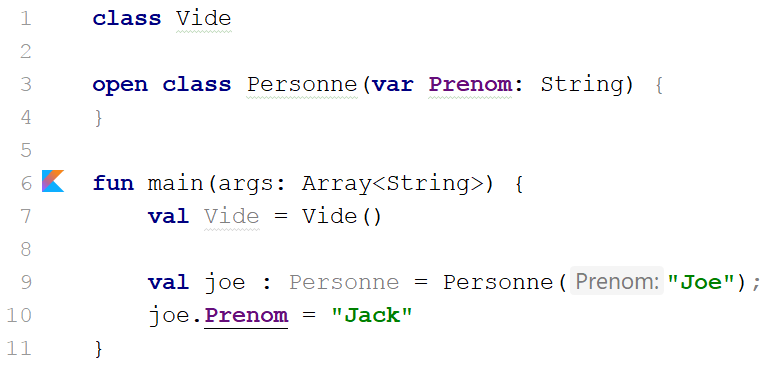 1 class Vide
2
3 open class Personne(var Prenom: String) {
4 }
5
6 fun main(args: Array<String>) {
7 val Vide = Vide()
8
9 val joe : Personne = Personne( Prenom: "Joe");
10 joe.Prenom = "Jack"
11 }